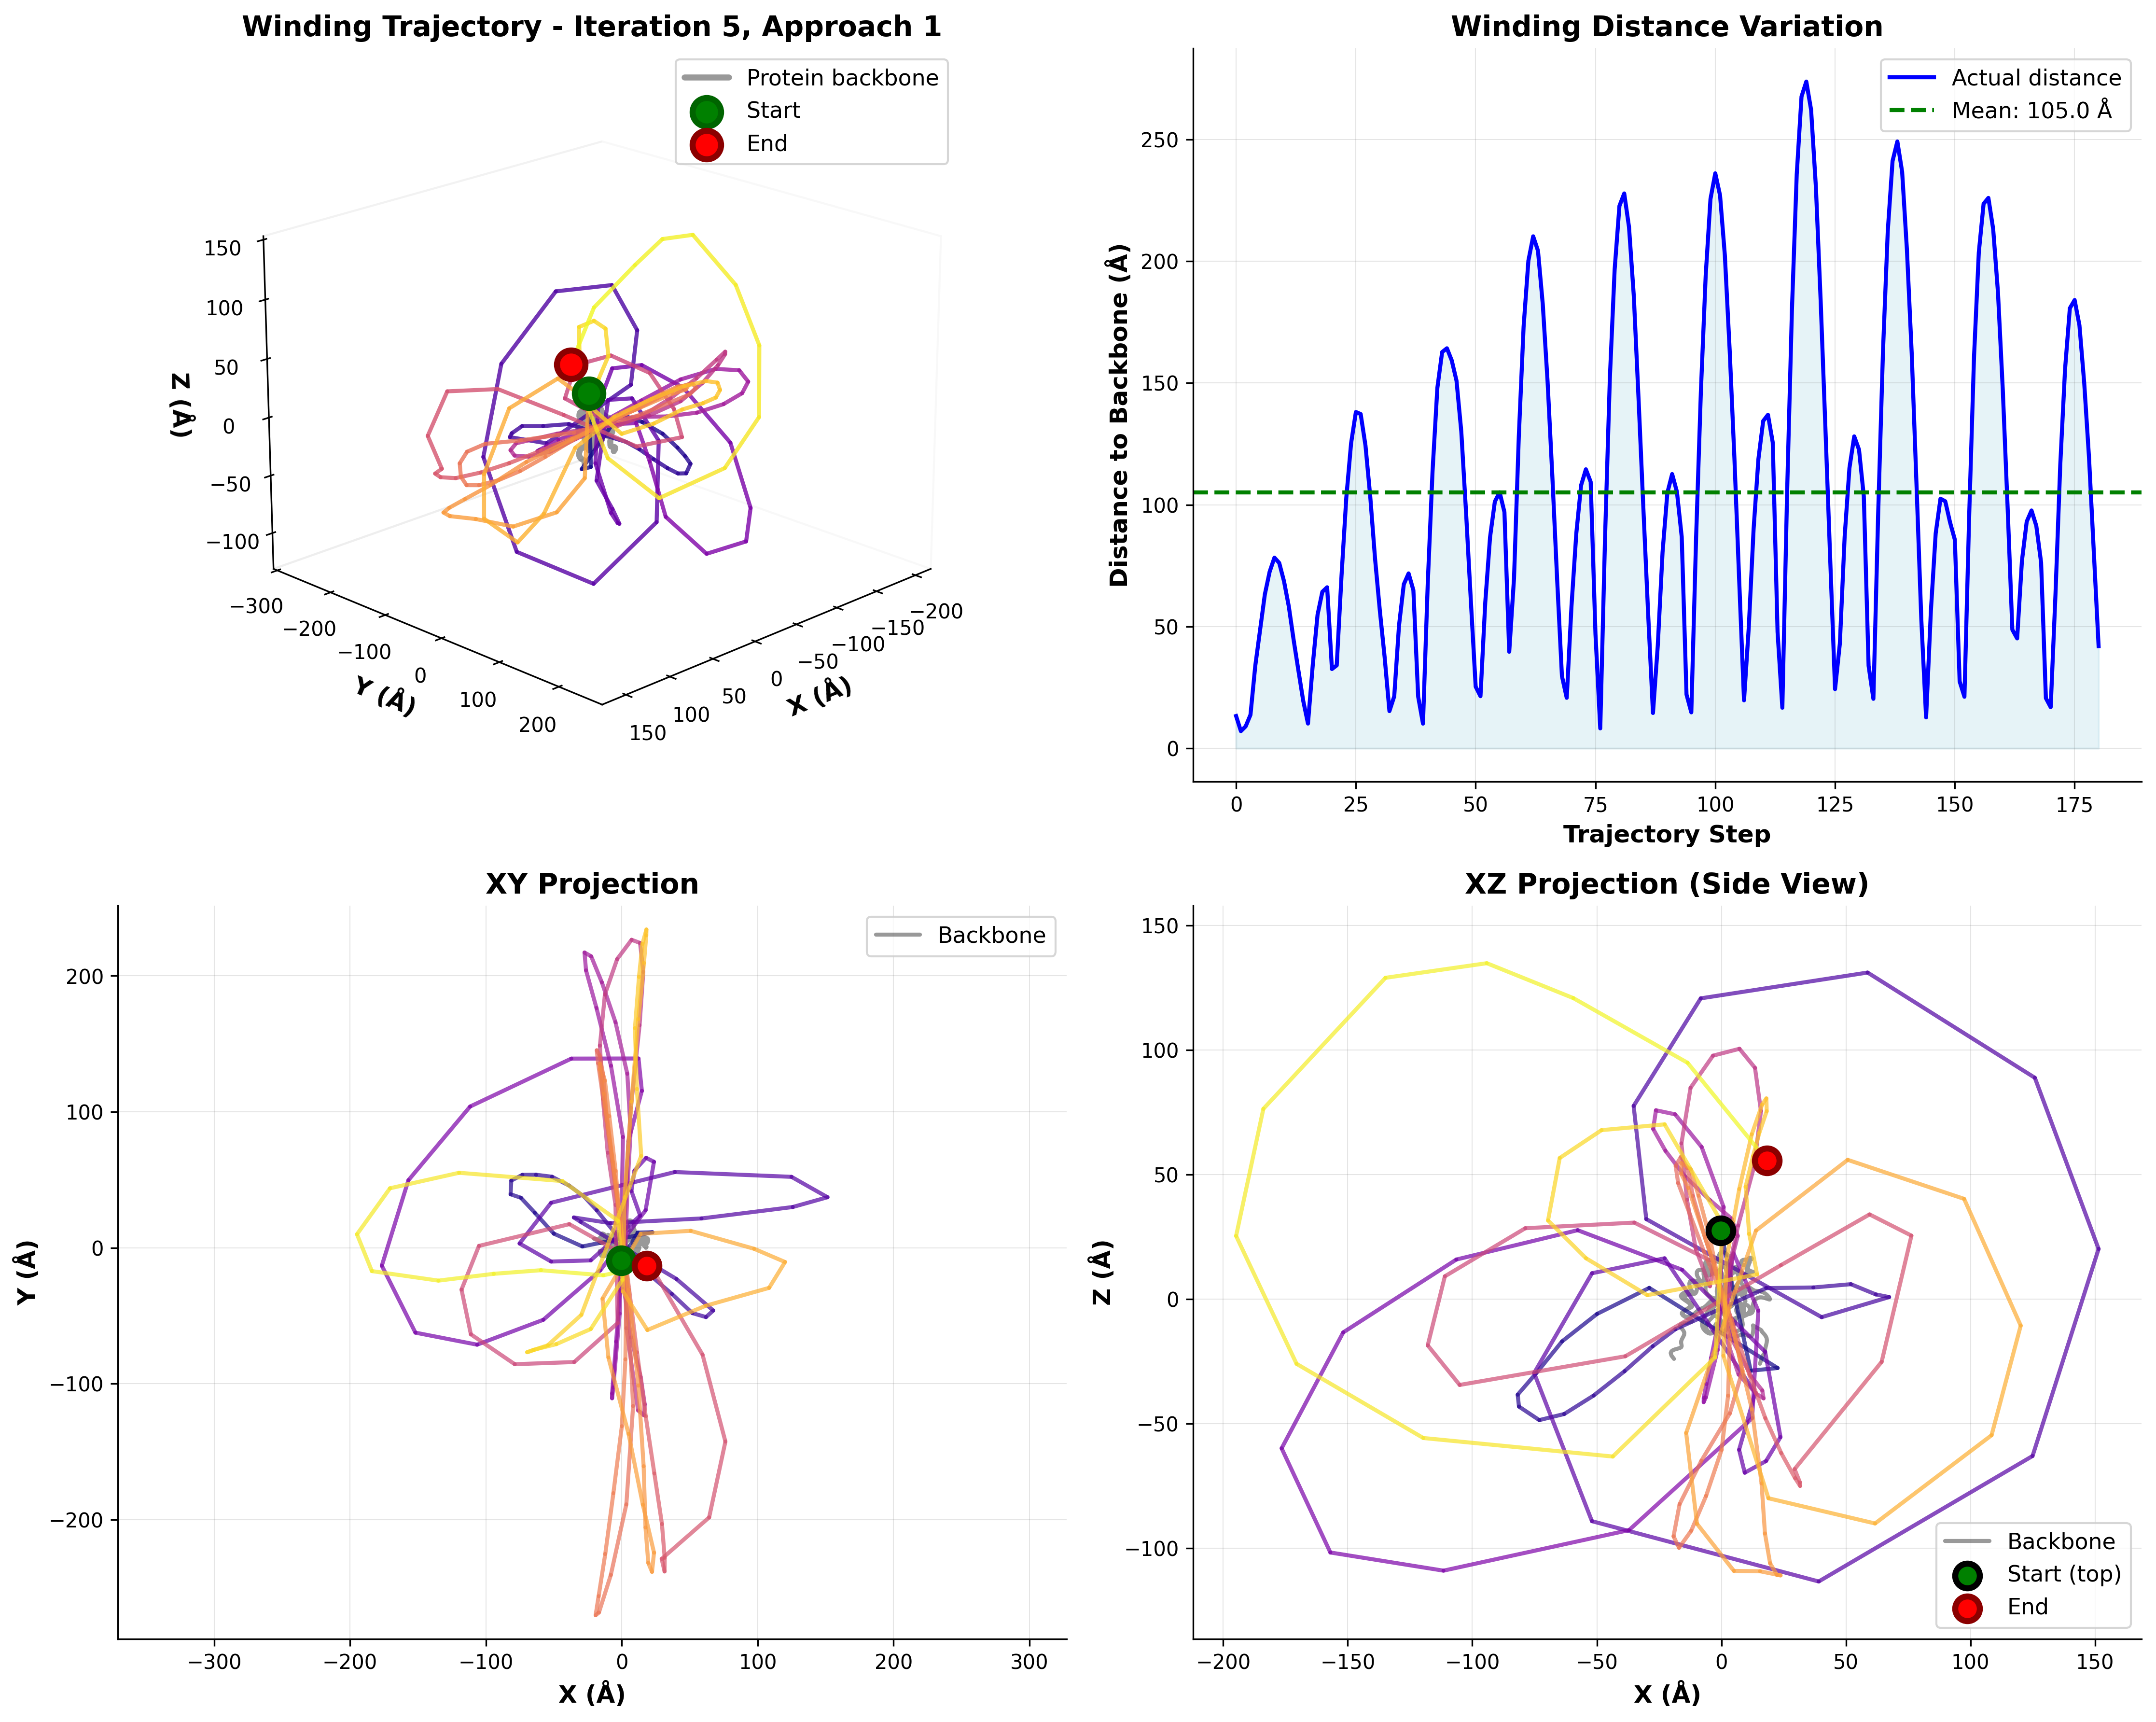 Winding Trajectory - Iteration 5, Approach 1
Protein backbone
Start
End
150
100
50
0
−50
−100
Z (Å)
−300
−200
−100
0
100
200
Y (Å)
150
100
50
0
−50
−100
−150
−200
X (Å)
Winding Distance Variation
Actual distance
Mean: 105.0 Å
250
200
150
100
50
0
Distance to Backbone (Å)
0
25
50
75
100
125
150
175
Trajectory Step
XY Projection
Backbone
200
100
0
−100
−200
Y (Å)
−300
−200
−100
0
100
200
300
X (Å)
XZ Projection (Side View)
150
100
50
0
−50
−100
Z (Å)
Backbone
Start (top)
End
−200
−150
−100
−50
0
50
100
150
X (Å)